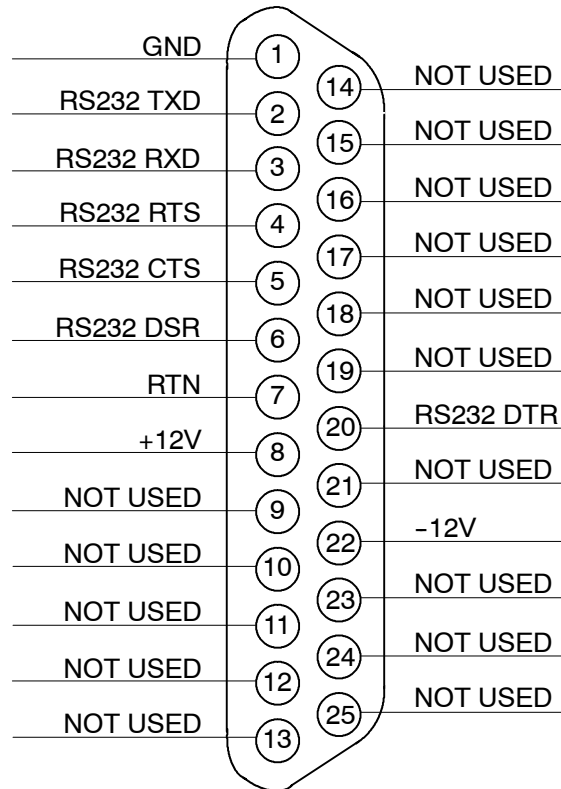 GND 1
RS232 TXD 2
RS232 RXD 3
RS232 RTS 4
RS232 CTS 5
RS232 DSR 6
RTN 7
+12V 8
NOT USED 9
NOT USED 10
NOT USED 11
NOT USED 12
NOT USED 13
14 NOT USED
15 NOT USED
16 NOT USED
17 NOT USED
18 NOT USED
19 NOT USED
20 RS232 DTR
21 NOT USED
22 −12V
23 NOT USED
24 NOT USED
25 NOT USED